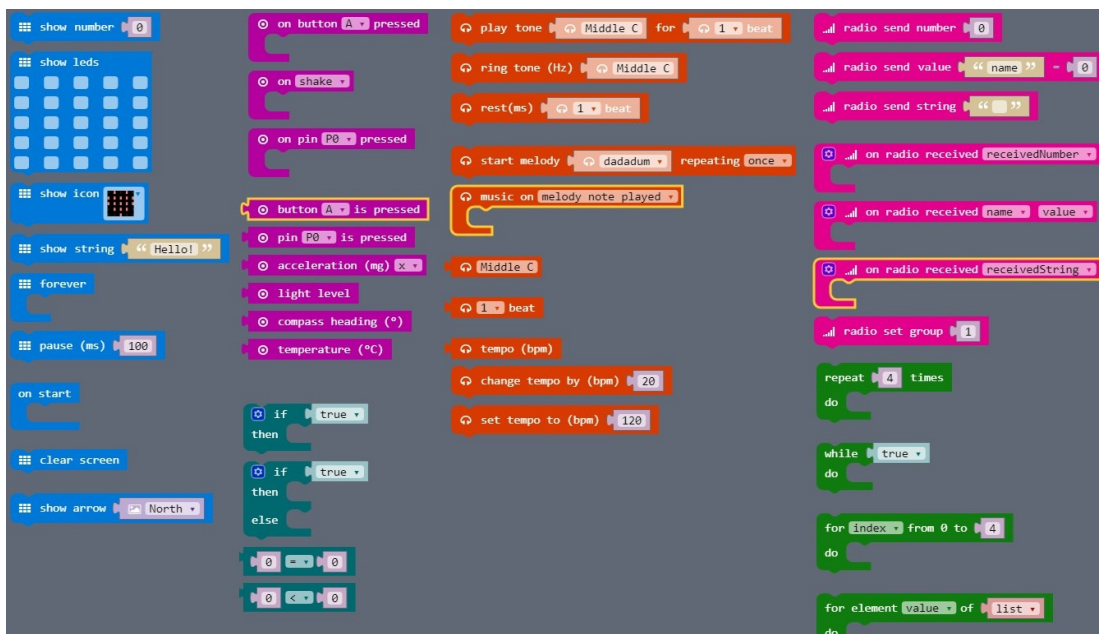 show number 0
show leds
show icon
show string “ Hello! ”
forever
pause (ms) 100
on start
clear screen
show arrow North
on button A pressed
on shake
on pin P0 pressed
button A is pressed
pin P0 is pressed
acceleration (mg) x
light level
compass heading (°)
temperature (°C)
if true
then
if true
then
else
0 = 0
0 < 0
play tone Middle C for 1 beat
ring tone (Hz) Middle C
rest(ms) 1 beat
start melody dadadum repeating once
music on melody note played
Middle C
1 beat
tempo (bpm)
change tempo by (bpm) 20
set tempo to (bpm) 120
radio send number 0
radio send value “ name ” = 0
radio send string “ ”
on radio received receivedNumber
on radio received name value
on radio received receivedString
radio set group 1
repeat 4 times
do
while true
do
for index from 0 to 4
do
for element value of list
do